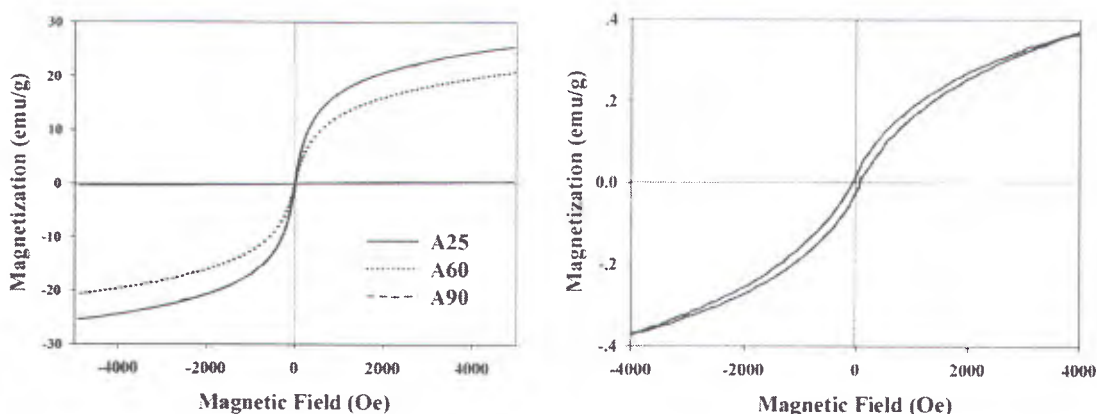 30
20
10
0
-10
-20
-30
Magnetization (emu/g)
-4000 -2000 0 2000 4000
Magnetic Field (Oe)
A25
A60
A90
.4
.2
0.0
-.2
-.4
Magnetization (emu/g)
-4000 -2000 0 2000 4000
Magnetic Field (Oe)